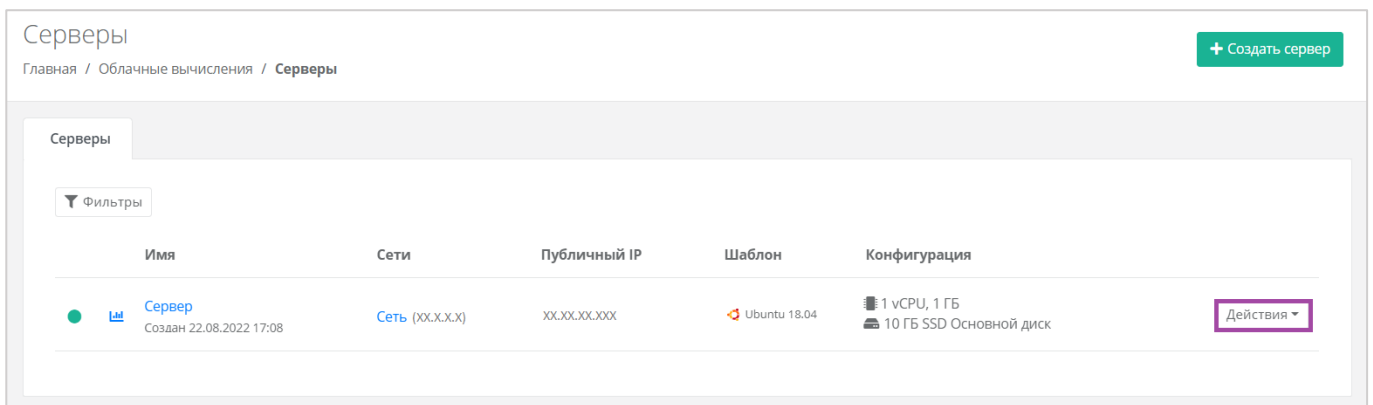 Серверы
+ Создать сервер
Главная / Облачные вычисления / Серверы
Серверы
Фильтры
Имя Сети Публичный IP Шаблон Конфигурация
Сервер
Создан 22.08.2022 17:08
Сеть (XX.X.X.X)
XX.XX.XX.XXX
Ubuntu 18.04
1 vCPU, 1 ГБ
10 ГБ SSD Основной диск
Действия